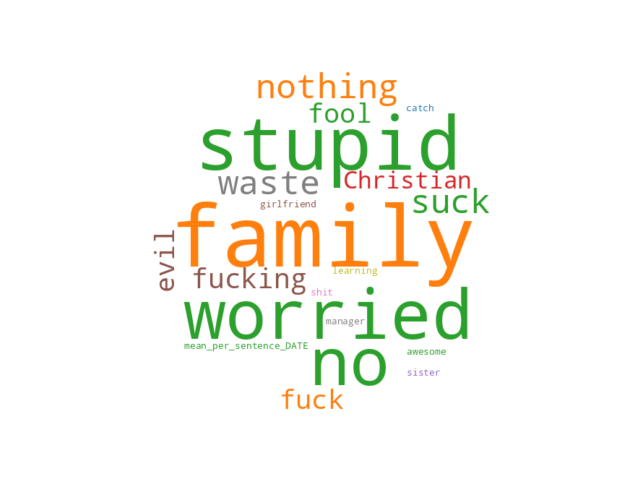 nothing
catch
fool
stupid
waste
Christian
suck
girlfriend
family
evil
fucking
learning
shit
worried
manager
mean_per_sentence_DATE
no
awesome
sister
fuck